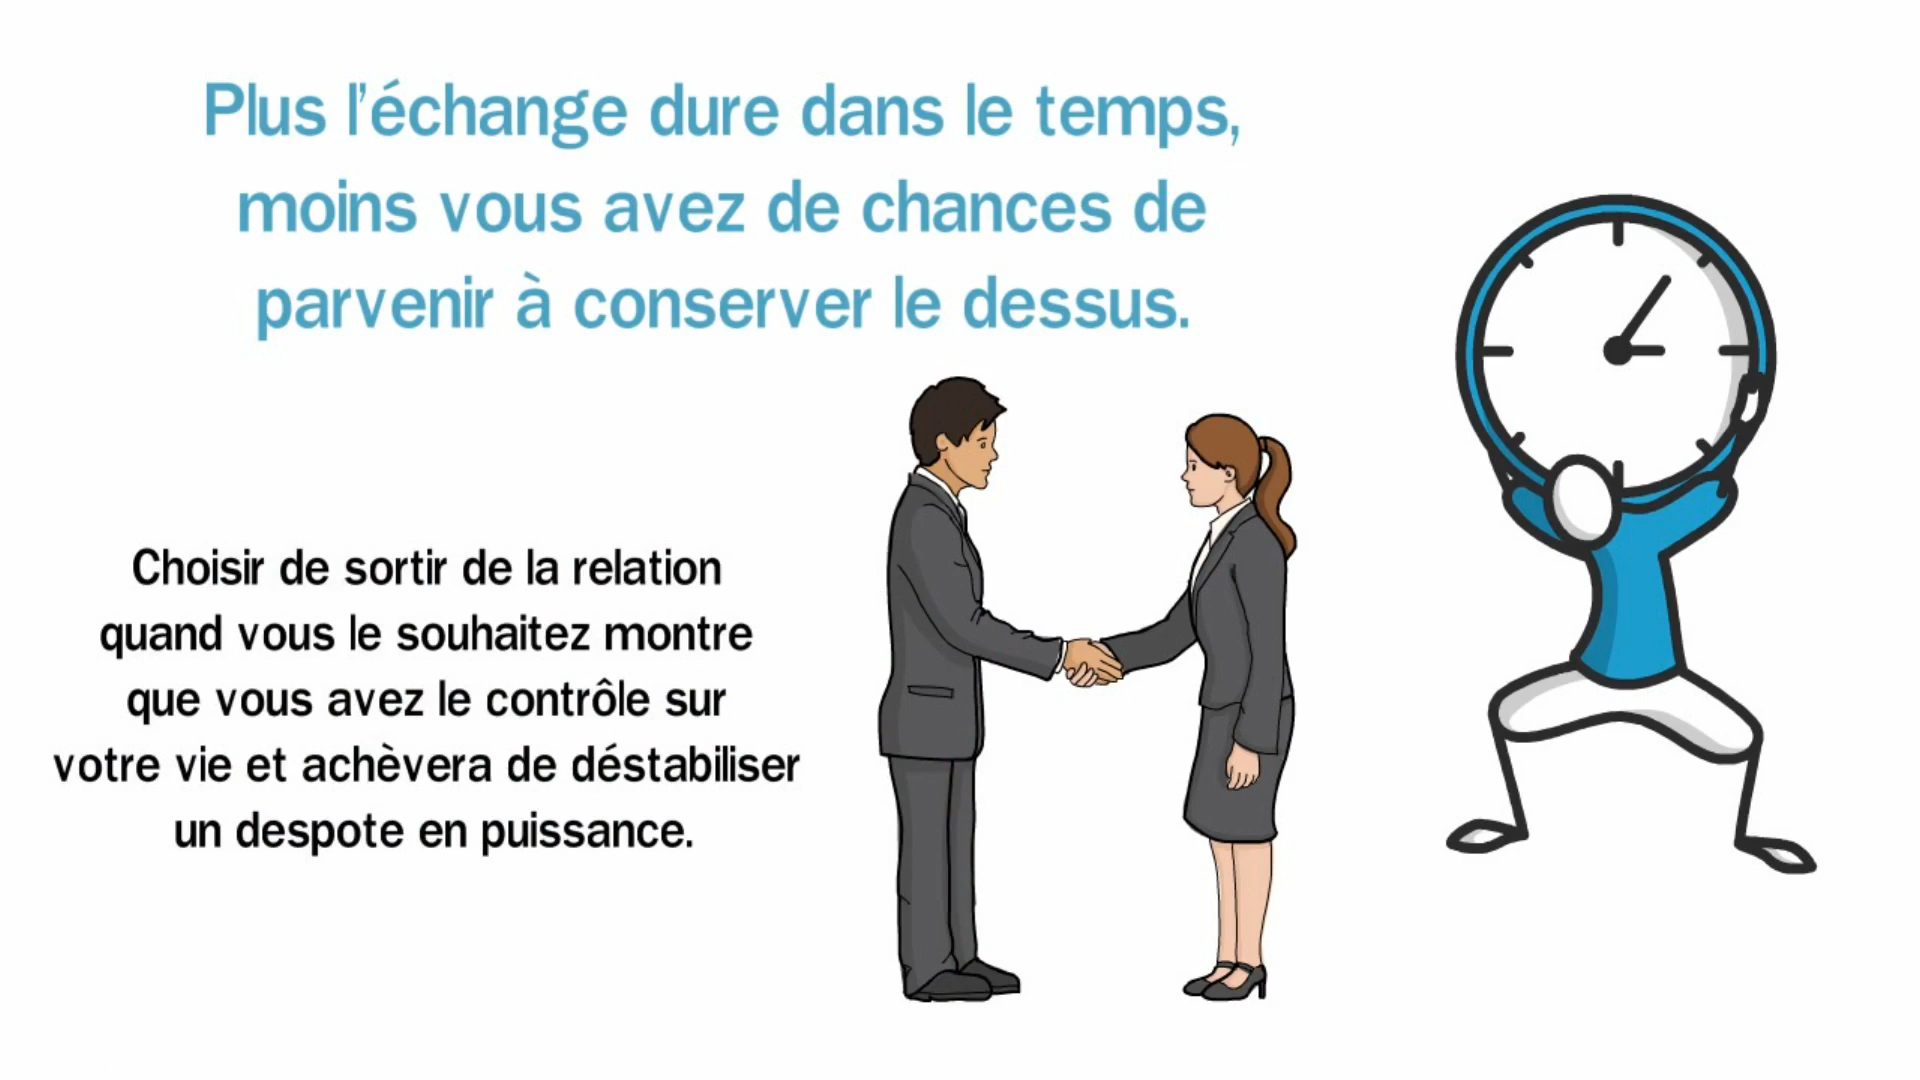 Plus l'échange dure dans le temps,
moins vous avez de chances de
parvenir à conserver le dessus.
Choisir de sortir de la relation
quand vous le souhaitez montre
que vous avez le contrôle sur
votre vie et achèvera de déstabiliser
un despote en puissance.